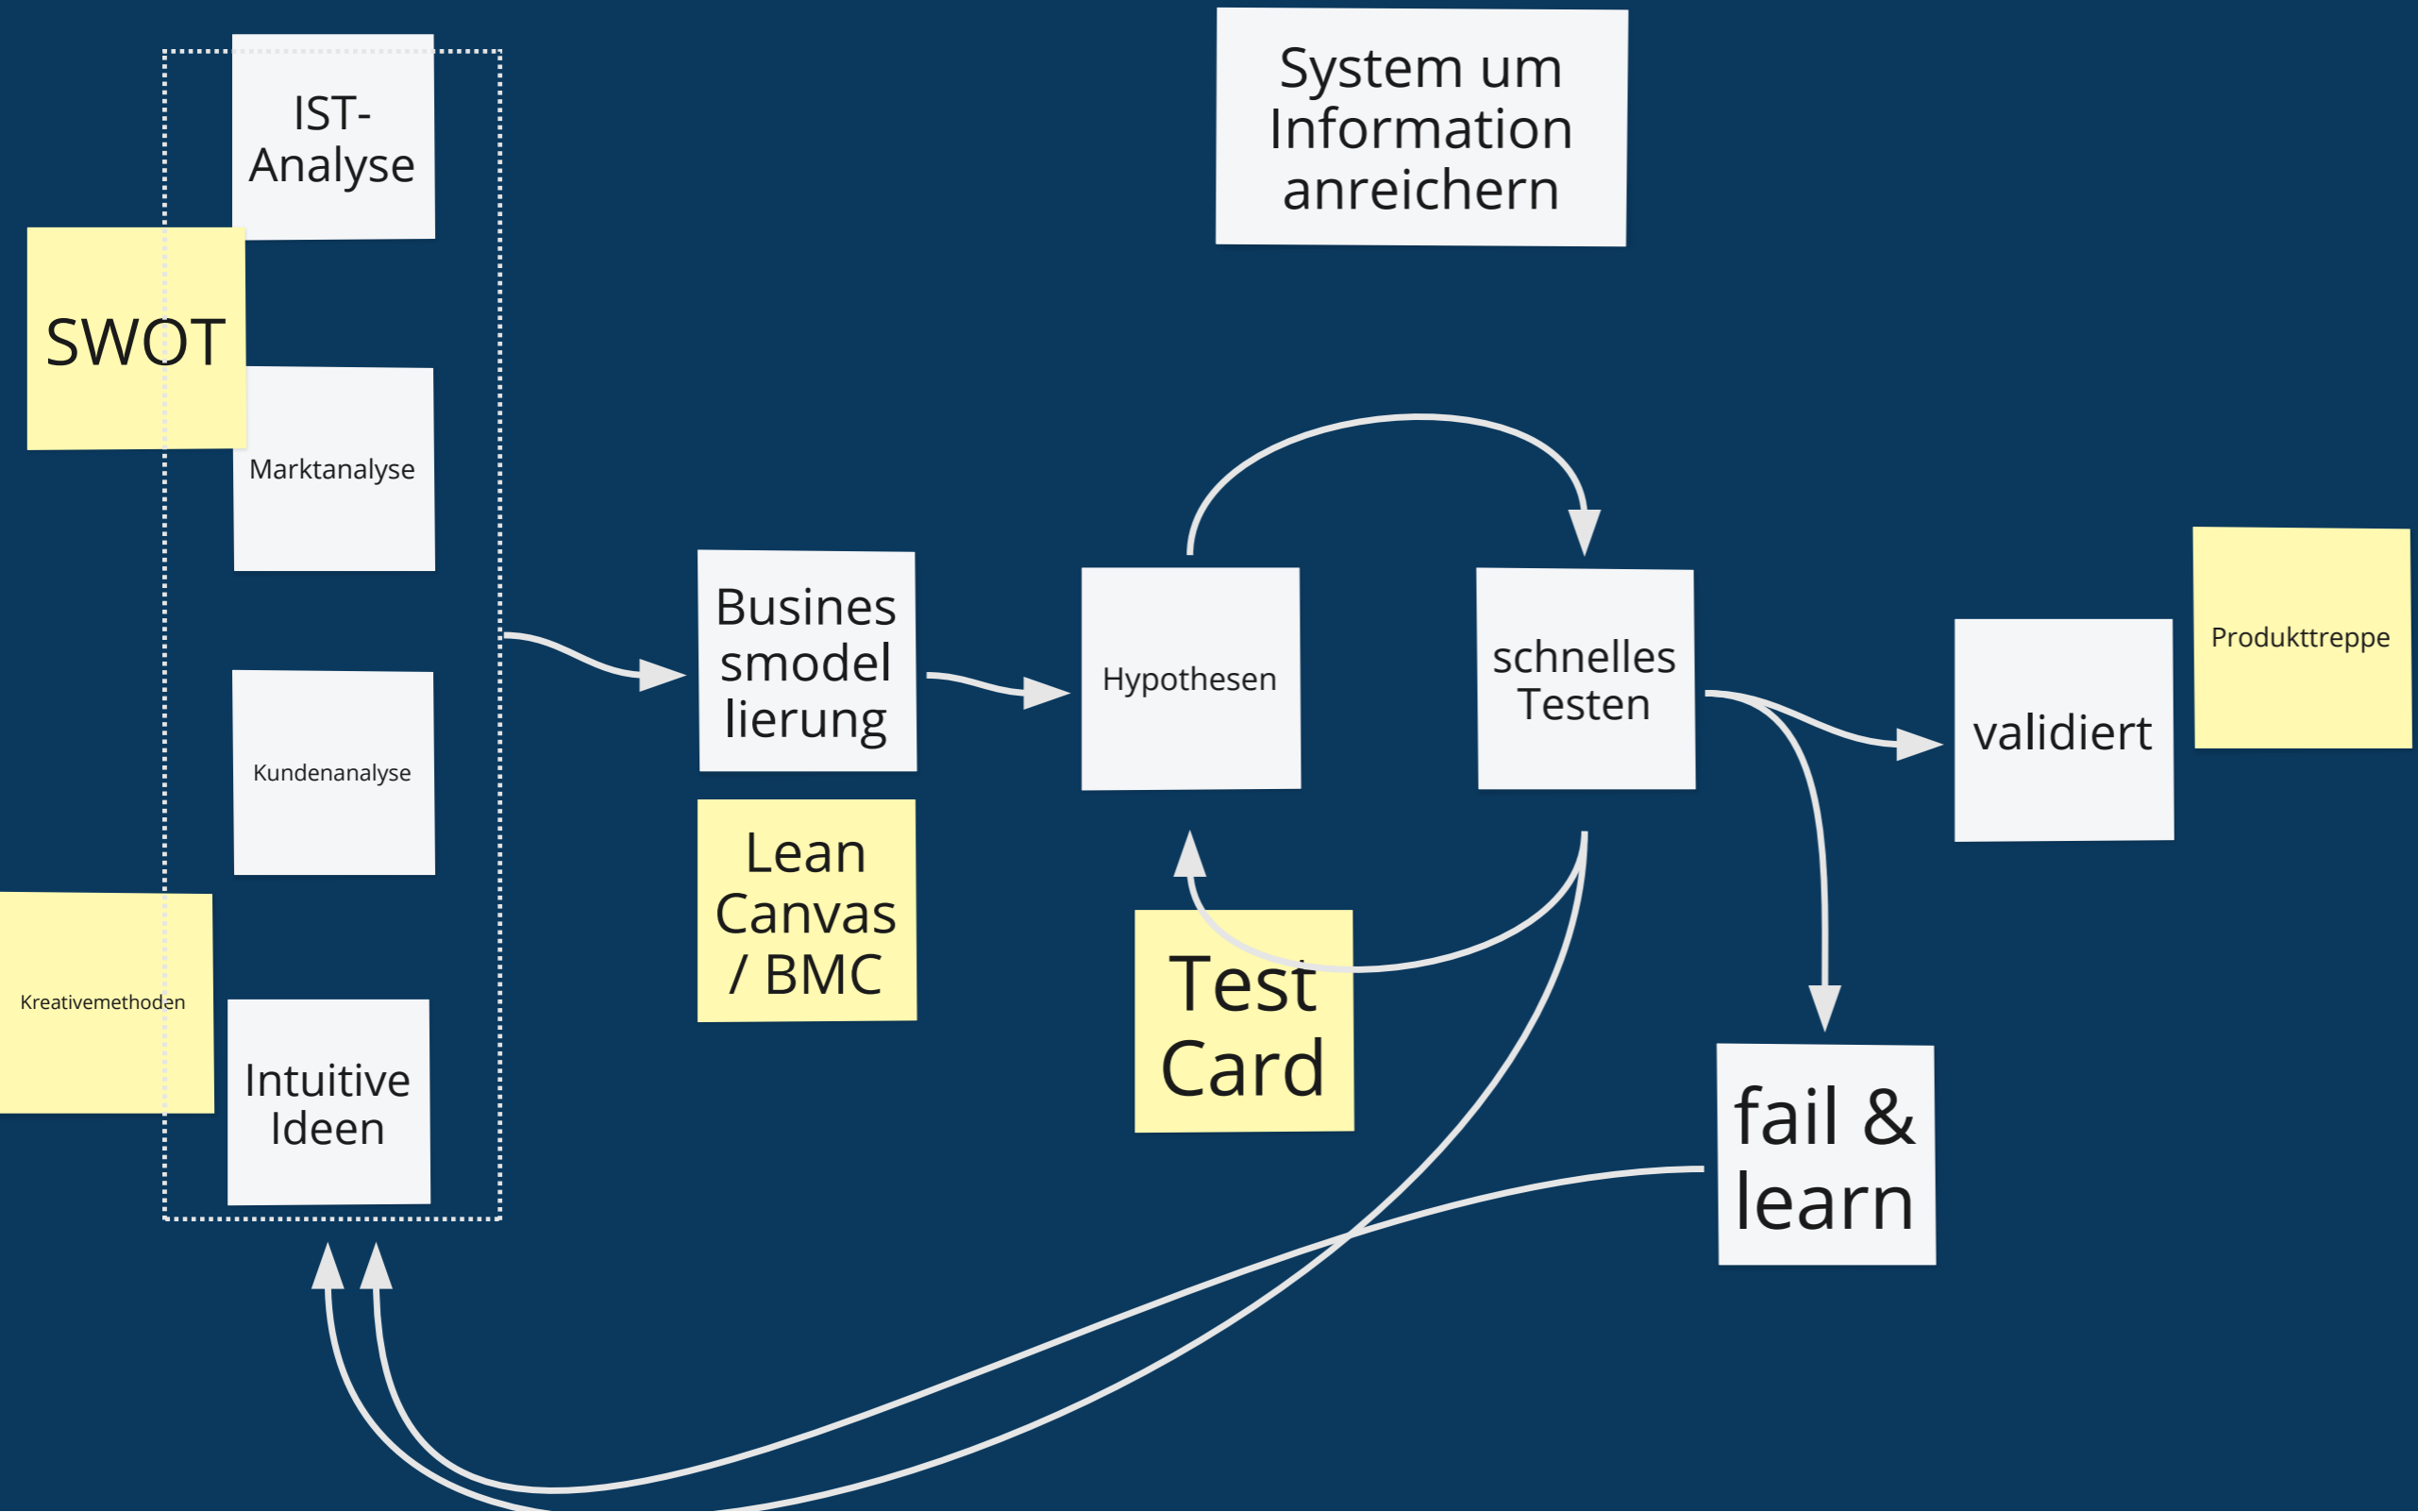 IST-
Analyse
System um
Information
anreichern
SWOT
Marktanalyse
Kundenanalyse
Kreativemethoden
Intuitive
Ideen
Busines
smodel
lierung
Lean
Canvas
/ BMC
Hypothesen
Test
Card
schnelles
Testen
validiert
Produkttreppe
fail &
learn